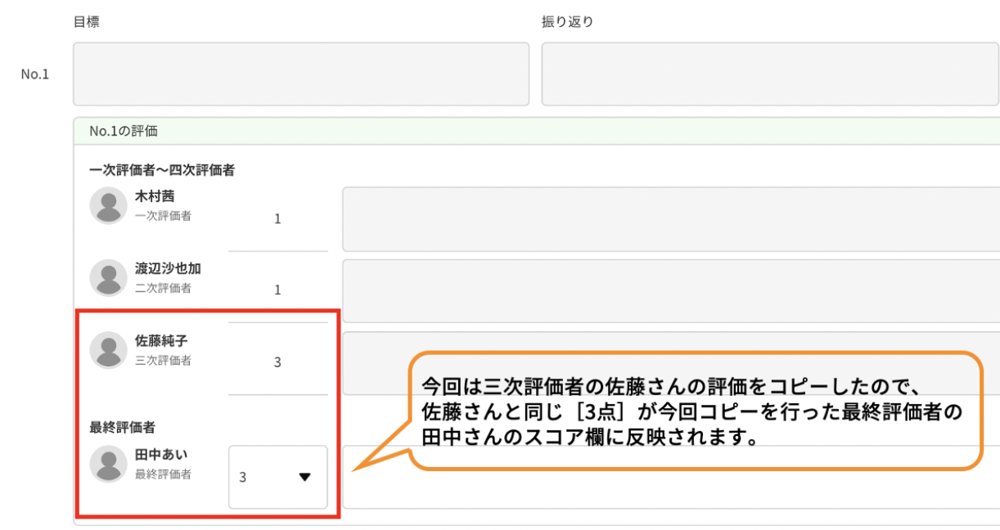 目標
振り返り
No.1
No.1の評価
一次評価者〜四次評価者
木村茜
一次評価者
1
渡辺沙也加
二次評価者
1
佐藤純子
三次評価者
3
今回は三次評価者の佐藤さんの評価をコピーしたので、
佐藤さんと同じ［3点］が今回コピーを行った最終評価者の
田中さんのスコア欄に反映されます。
最終評価者
田中あい
最終評価者
3